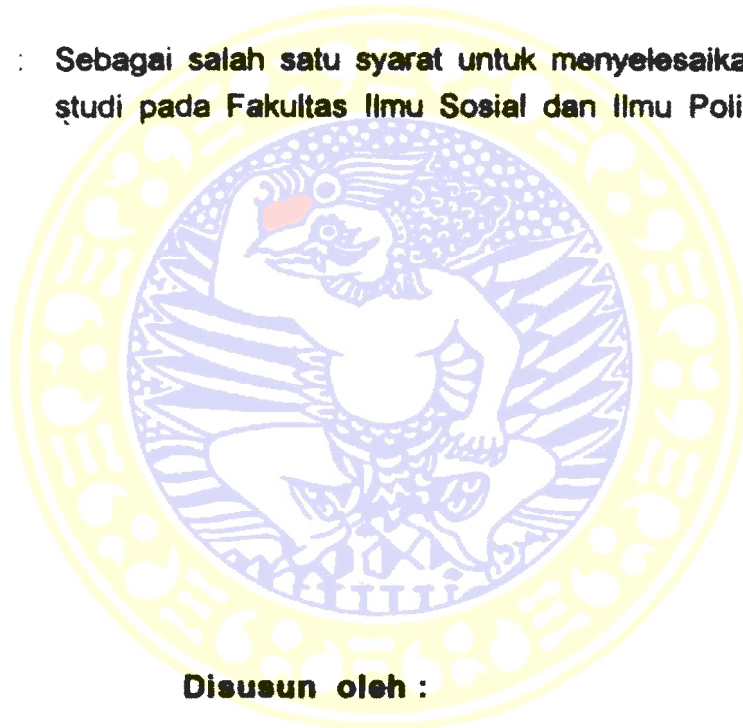 : Sebagai salah satu syarat untuk menyelesaika
studi pada Fakultas Ilmu Sosial dan Ilmu Poli
Disusun oleh :